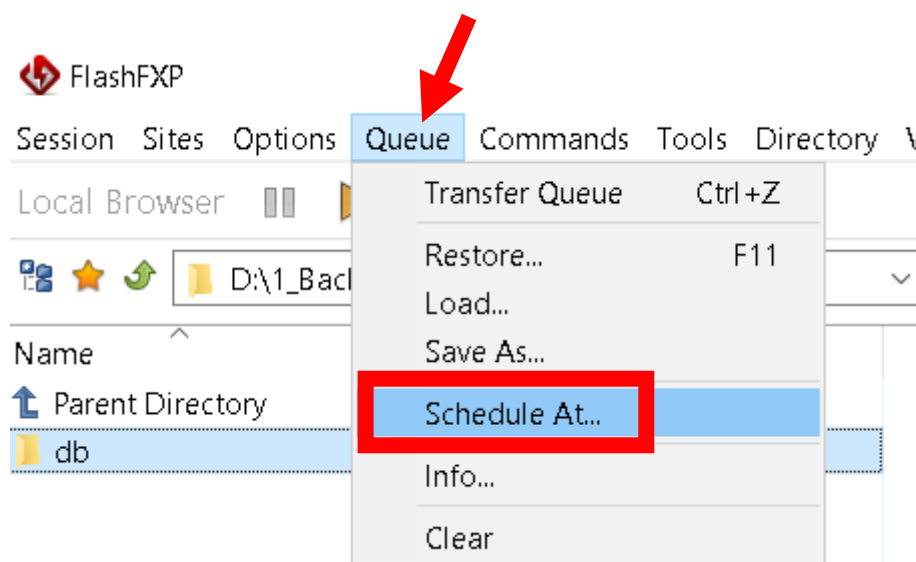 FlashFXP
Session Sites Options Queue Commands Tools Directory
Local Browser
Transfer Queue Ctrl+Z
Restore... F11
D:\1_Bacl
Load...
Name
Save As...
Parent Directory
Schedule At...
db
Info...
Clear